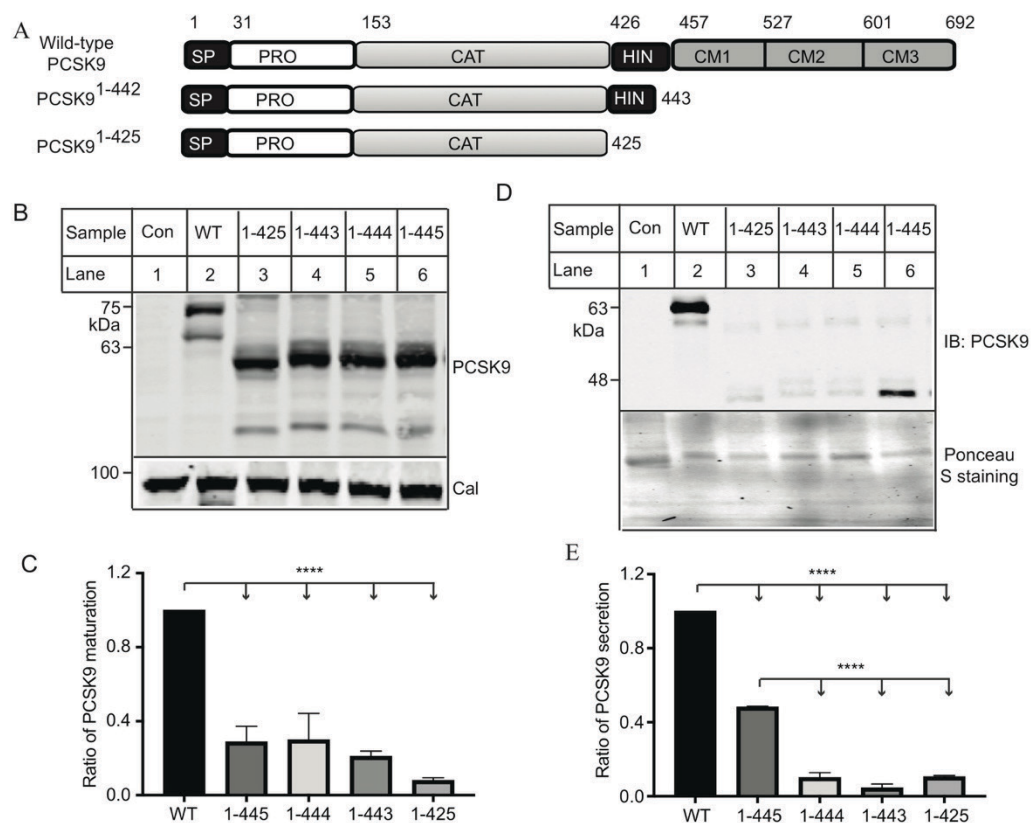 A
1 31 153 426 457 527 601 692
Wild-type PCSK9
SP PRO CAT HIN CM1 CM2 CM3
PCSK9 1-442
SP PRO CAT HIN 443
PCSK9 1-425
SP PRO CAT 425
B
Sample Con WT 1-425 1-443 1-444 1-445
Lane 1 2 3 4 5 6
75
kDa
63
PCSK9
100
Cal
D
Sample Con WT 1-425 1-443 1-444 1-445
Lane 1 2 3 4 5 6
63
kDa
IB: PCSK9
48
Ponceau
S staining
C
Ratio of PCSK9 maturation
1.2
0.8
0.4
0.0
****
WT 1-445 1-444 1-443 1-425
E
Ratio of PCSK9 secretion
1.2
0.8
0.4
0.0
****
****
WT 1-445 1-444 1-443 1-425